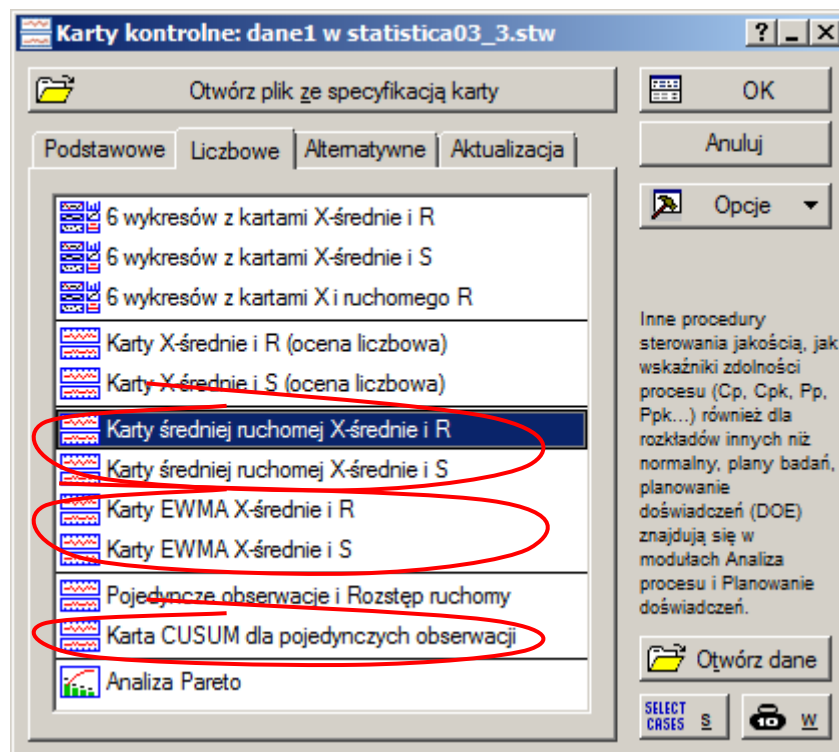 Karty kontrolne: dane1 w statistica03_3.stw
Otwórz plik ze specyfikacją karty
OK
Anuluj
Opcje
Podstawowe Liczbowe Alternatywne Aktualizacja
6 wykresów z kartami X-średnie i R
6 wykresów z kartami X-średnie i S
6 wykresów z kartami X i ruchomego R
Karty X-średnie i R (ocena liczbowa)
Karty X-średnie i S (ocena liczbowa)
Karty średniej ruchomej X-średnie i R
Karty średniej ruchomej X-średnie i S
Karty EWMA X-średnie i R
Karty EWMA X-średnie i S
Pojedyncze obserwacje i Rozstęp ruchomy
Karta CUSUM dla pojedynczych obserwacji
Analiza Pareto
Inne procedury
sterowania jakością, jak
wskaźniki zdolności
procesu (Cp, Cpk, Pp,
Ppk...) również dla
rozkładów innych niż
normalny, plany badań,
planowanie
doświadczeń (DOE)
znajdują się w
modułach Analiza
procesu i Planowanie
doświadczeń.
Otwórz dane
SELECT
CASES S
10 W